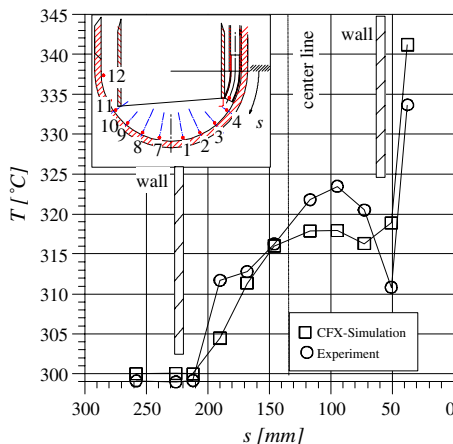 345
340
335
330
325
320
315
310
305
300
T [°C]
12
11
10
9
8
7
1
2
3
4
s
wall
center line
wall
CFX-Simulation
Experiment
300 250 200 150 100 50 0
s [mm]